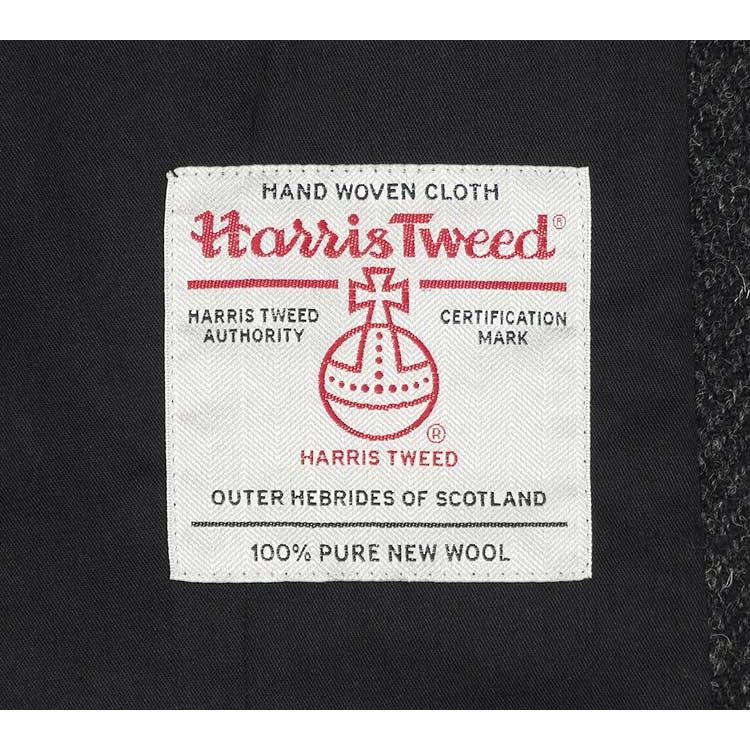 HAND WOVEN CLOTH
Harris Tweed®
HARRIS TWEED
AUTHORITY
CERTIFICATION
MARK
®
HARRIS TWEED
OUTER HEBRIDES OF SCOTLAND
100% PURE NEW WOOL